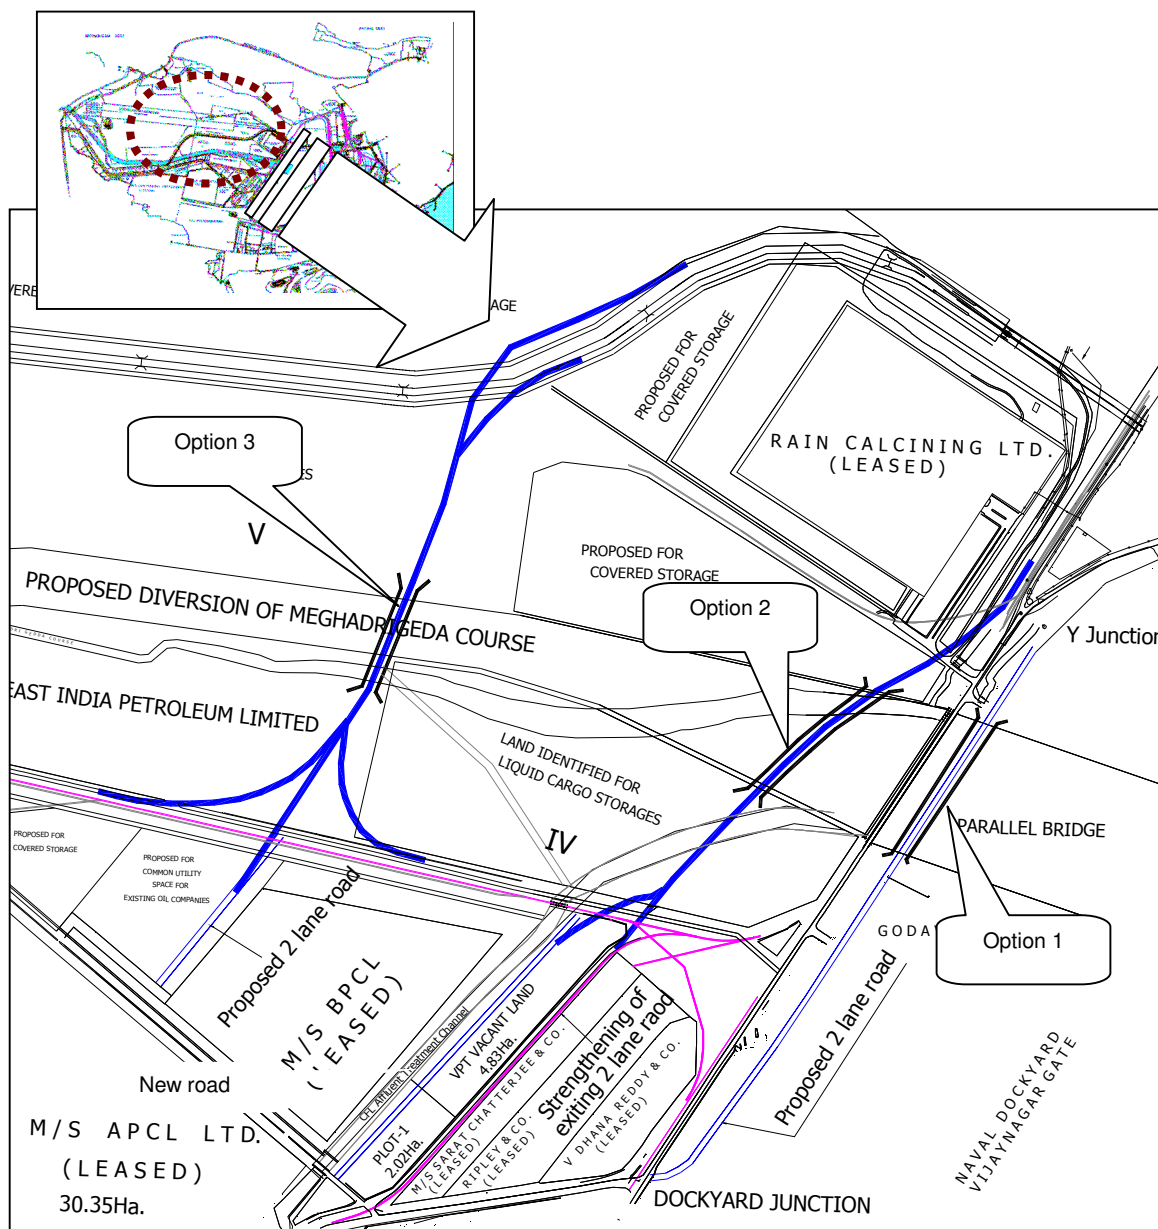 VERE
AGE
Option 3
ES
V
PROPOSED FOR
COVERED STORAGE
RAIN CALCINING LTD.
(LEASED)
PROPOSED FOR
COVERED STORAGE
Option 2
Y Junction
PROPOSED DIVERSION OF MEGHADRIGEDA COURSE
EAST INDIA PETROLEUM LIMITED
LAND IDENTIFIED FOR
LIQUID CARGO STORAGES
IV
PARALLEL BRIDGE
PROPOSED FOR
COVERED STORAGE
PROPOSED FOR
COMMON UTILITY
SPACE FOR
EXISTING OIL COMPANIES
Proposed 2 lane road
GODA
Option 1
M/S BPCL
('EASED)
CFL Affluent Treatment Channel
VPT VACANT LAND
4.83Ha.
Strengthening of
exiting 2 lane raod
Proposed 2 lane road
NAVAL DOCKYARD
VIJAYNAGAR GATE
New road
M/S APCL LTD.
(LEASED)
30.35Ha.
PLOT-1
2.02Ha.
M/S SARAT CHATTERJEE & CO.
(LEASED)
RIPLEY & CO.
(LEASED)
V DHANA REDDY & CO.
(LEASED)
DOCKYARD JUNCTION